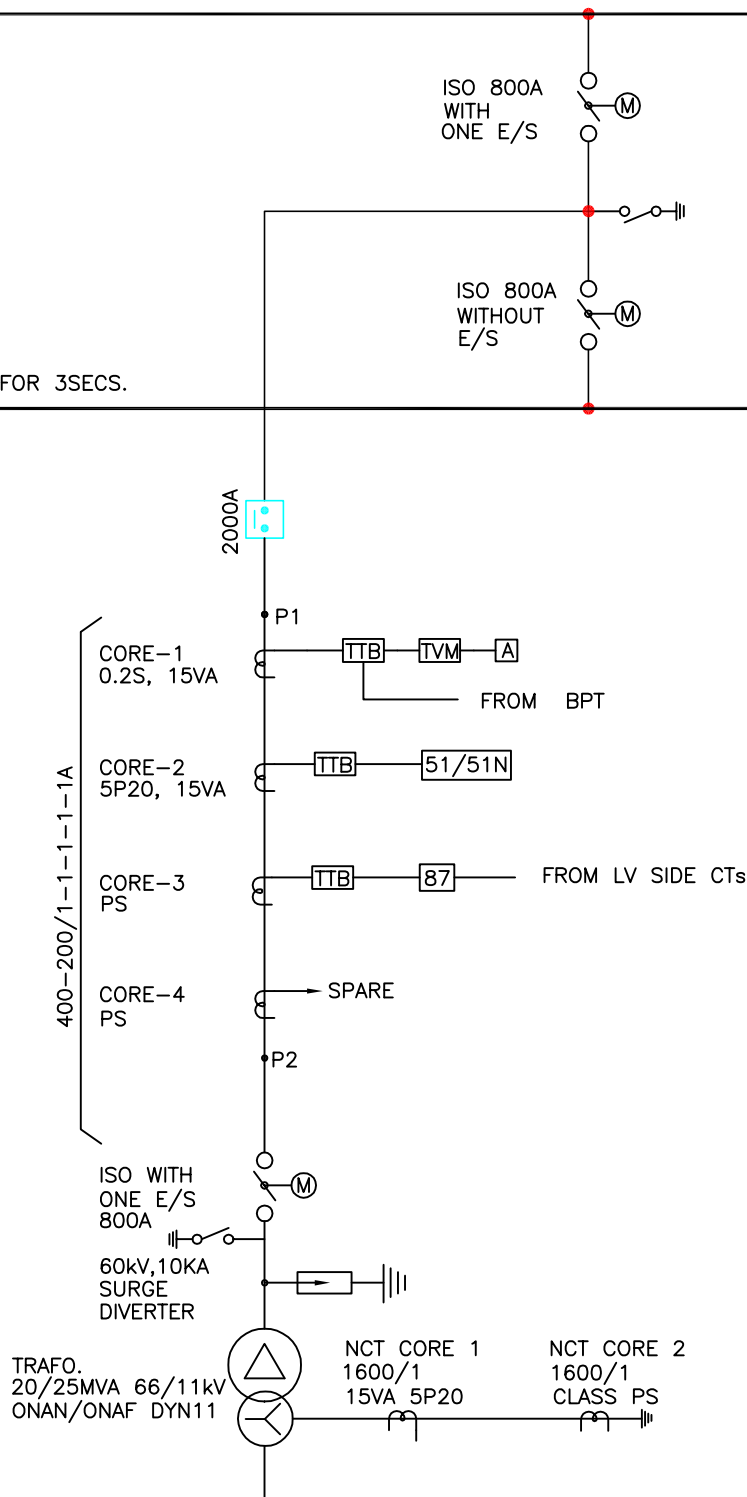 ISO 800A
WITH
ONE E/S
M
ISO 800A
WITHOUT
E/S
M
FOR 3SECS.
2000A
P1
CORE-1
0.2S, 15VA
TTB
TVM
A
FROM BPT
CORE-2
5P20, 15VA
TTB
51/51N
400-200/1-1-1-1-1-1A
CORE-3
PS
TTB
87
FROM LV SIDE CTs
CORE-4
PS
SPARE
P2
ISO WITH
ONE E/S
800A
M
60kV,10KA
SURGE
DIVERTER
TRAFO.
20/25MVA 66/11kV
ONAN/ONAF DYN11
NCT CORE 1
1600/1
15VA 5P20
NCT CORE 2
1600/1
CLASS PS